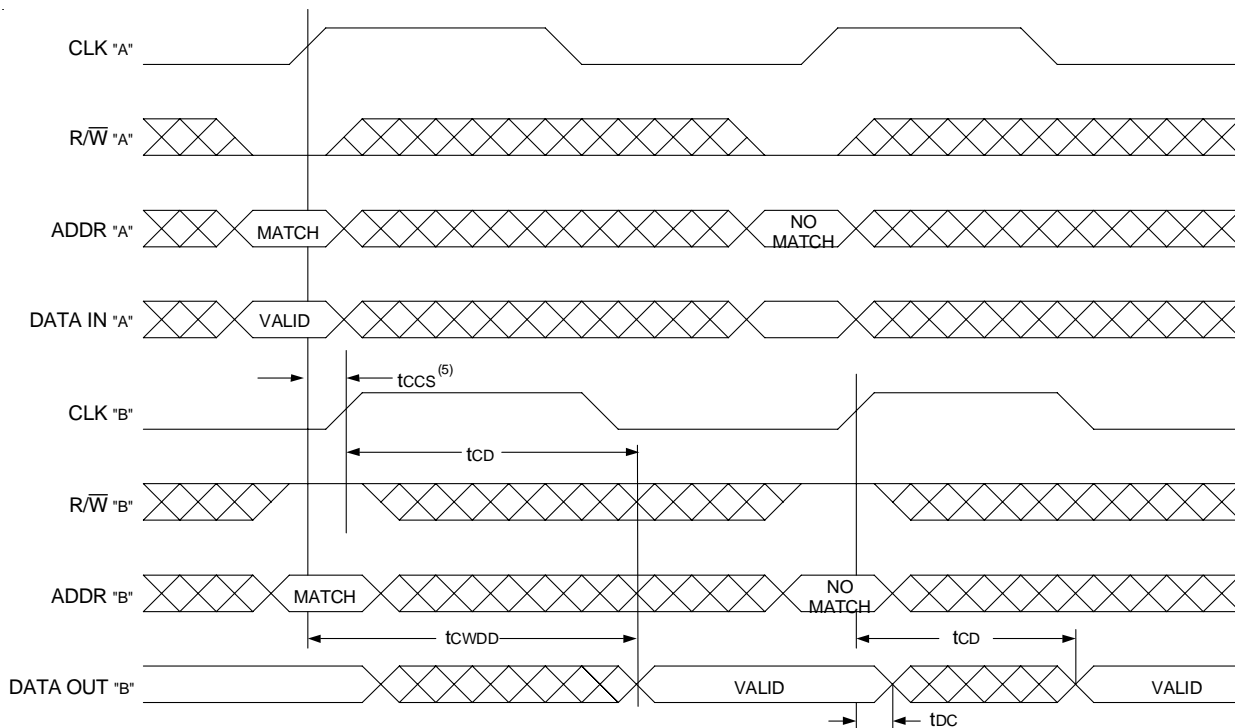 CLK "A"
R/W̅ "A"
ADDR "A" MATCH NO MATCH
DATA IN "A" VALID
tCCS(5)
CLK "B"
tCD
R/W̅ "B"
ADDR "B" MATCH NO MATCH
tCWDD tCD
DATA OUT "B" VALID VALID
tDC